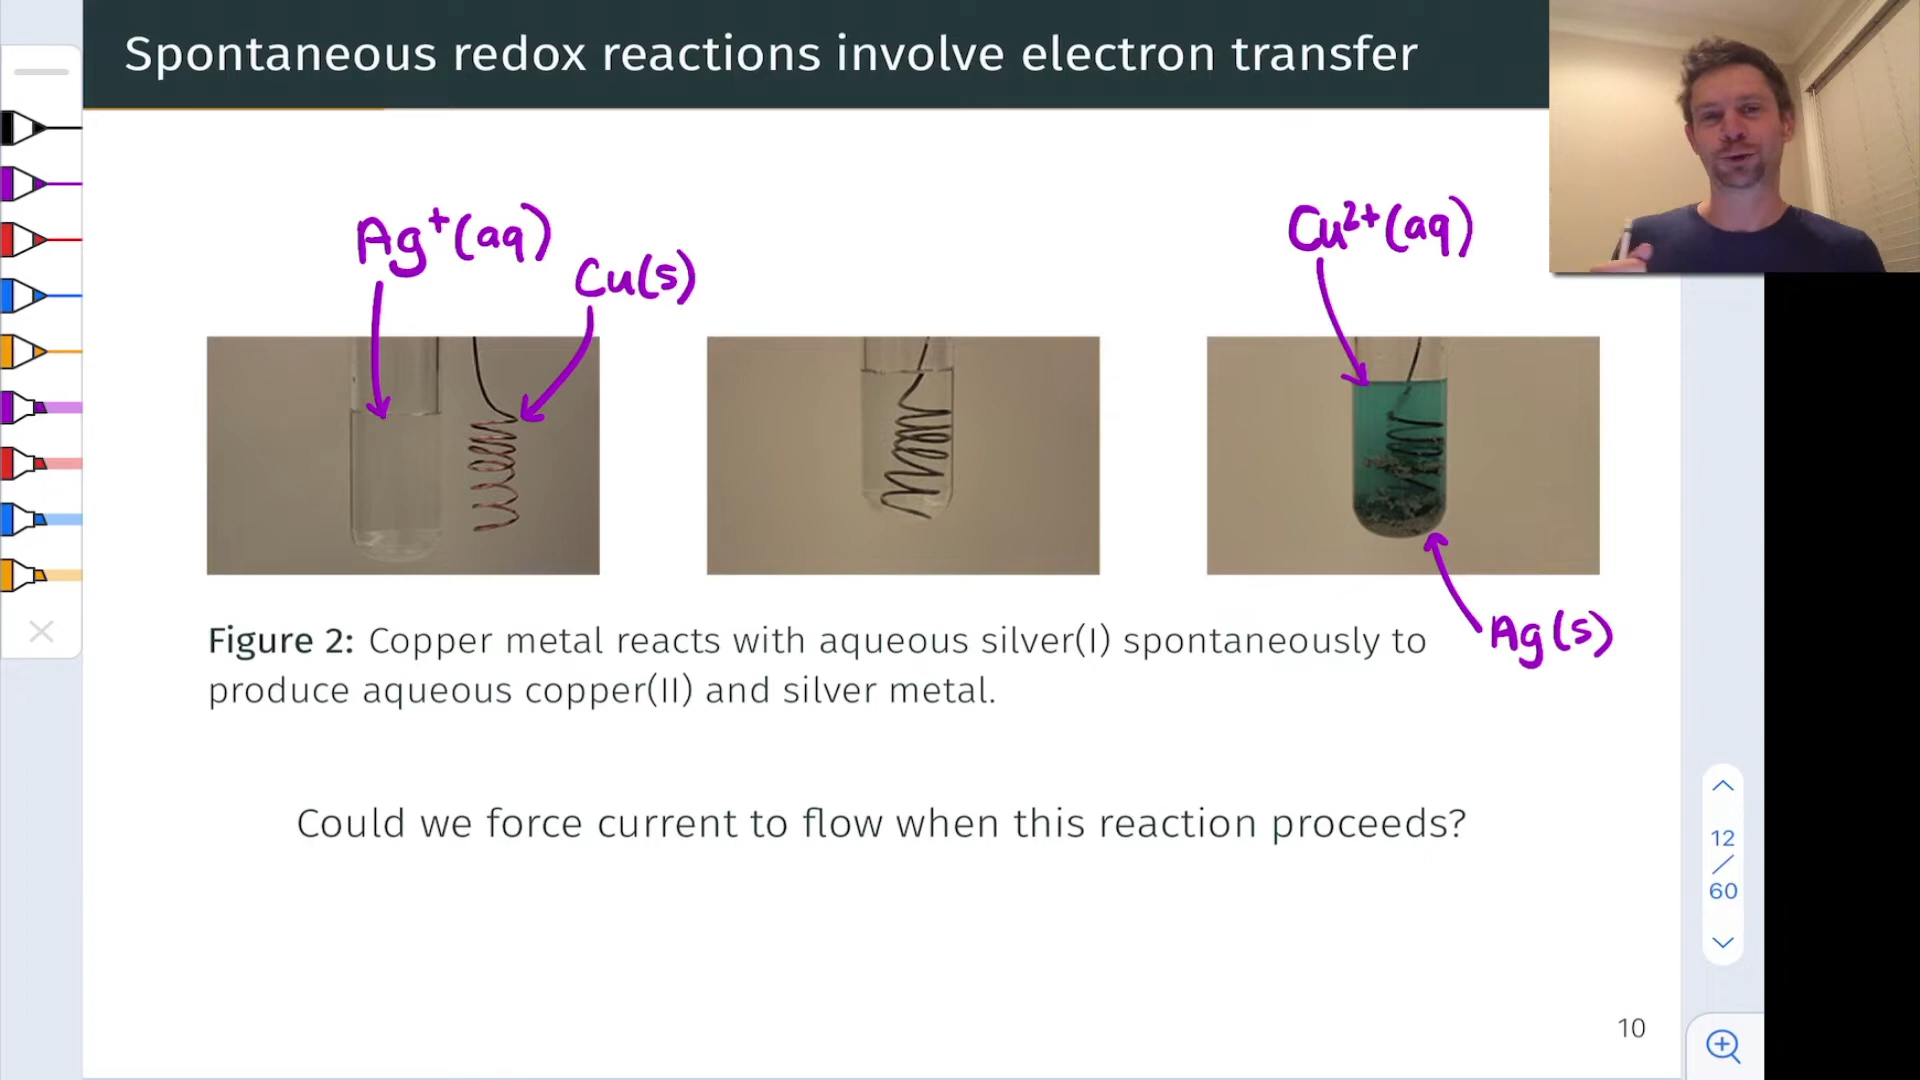 Spontaneous redox reactions involve electron transfer
Ag⁺(aq)
Cu(s)
Cu²⁺(aq)
Ag(s)
Figure 2: Copper metal reacts with aqueous silver(I) spontaneously to
produce aqueous copper(II) and silver metal.
Could we force current to flow when this reaction proceeds?
12
/
60
10